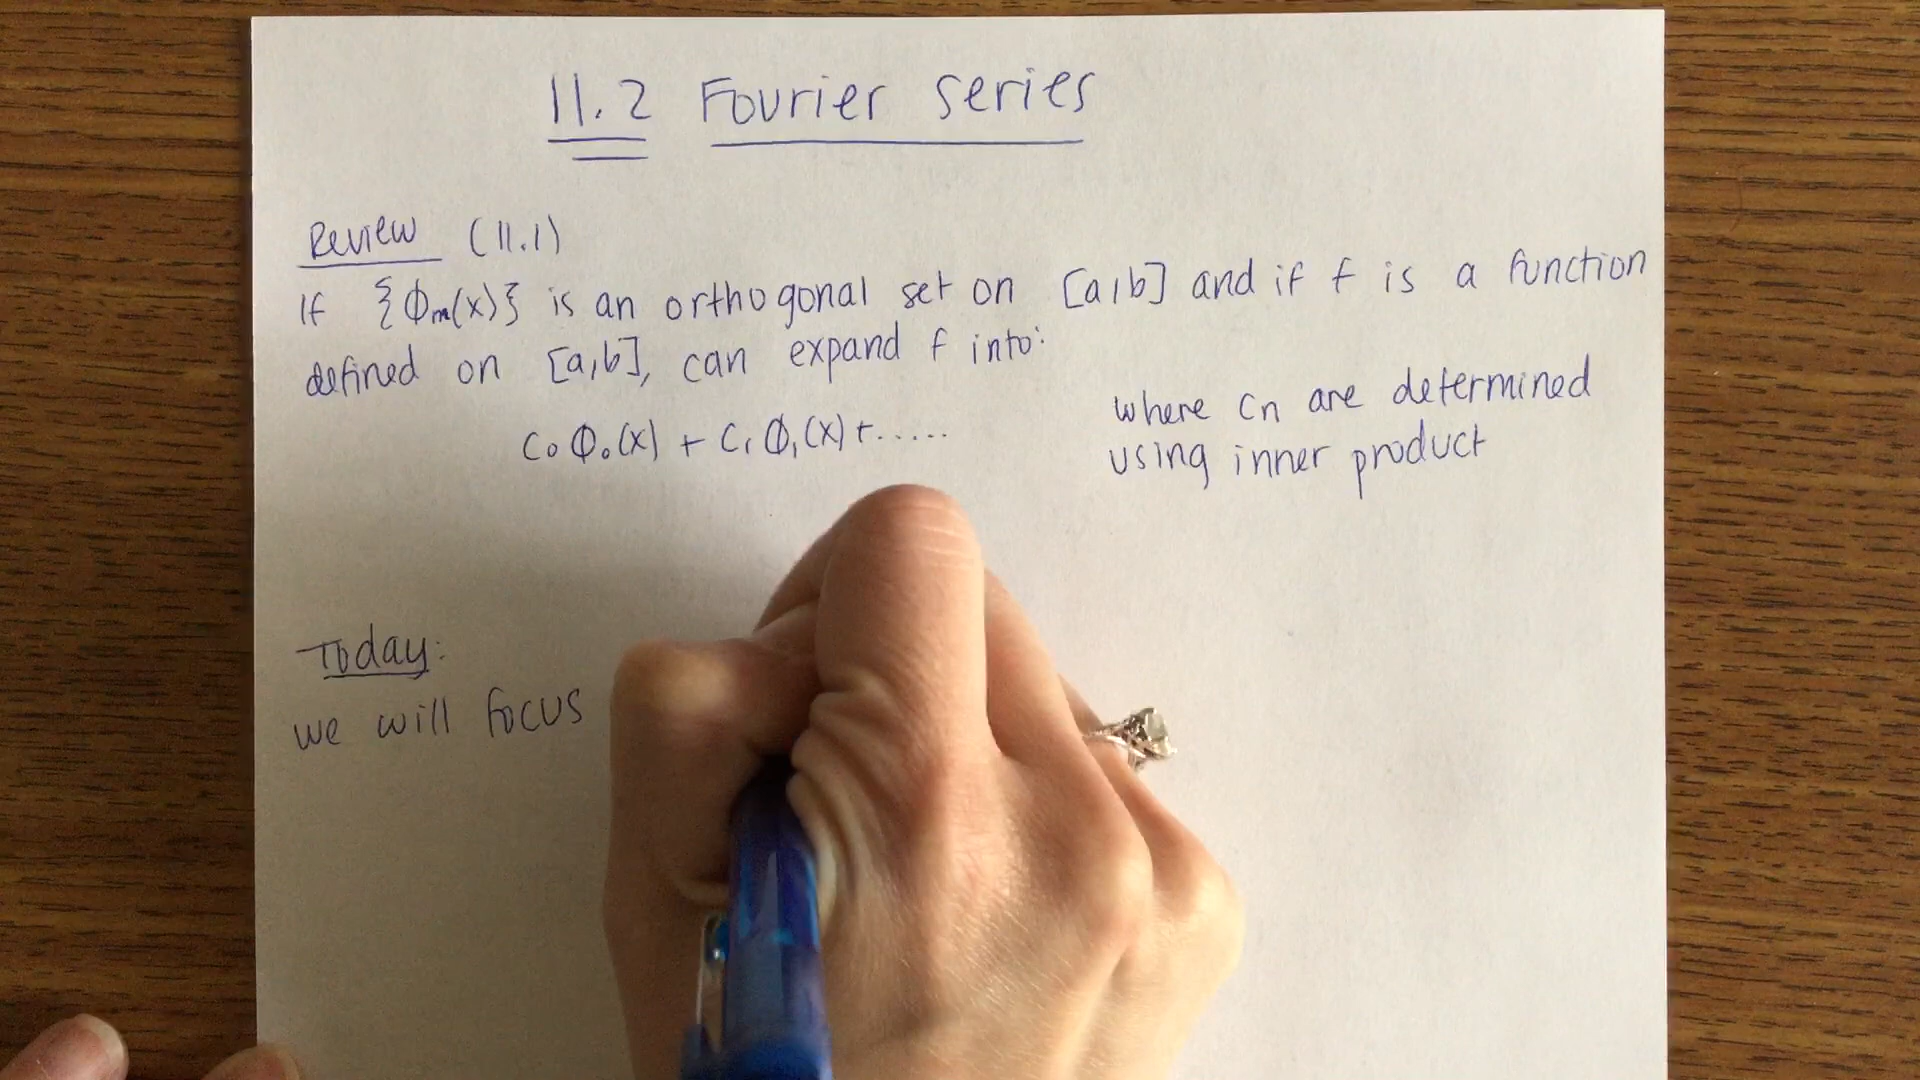 11.2 Fourier series
Review (11.1)
If {Φm(x)} is an orthogonal set on [a,b] and if f is a function
defined on [a,b], can expand f into:
c₀Φ₀(x) + c₁Φ₁(x)+......
where cn are determined
using inner product
Today:
we will focus